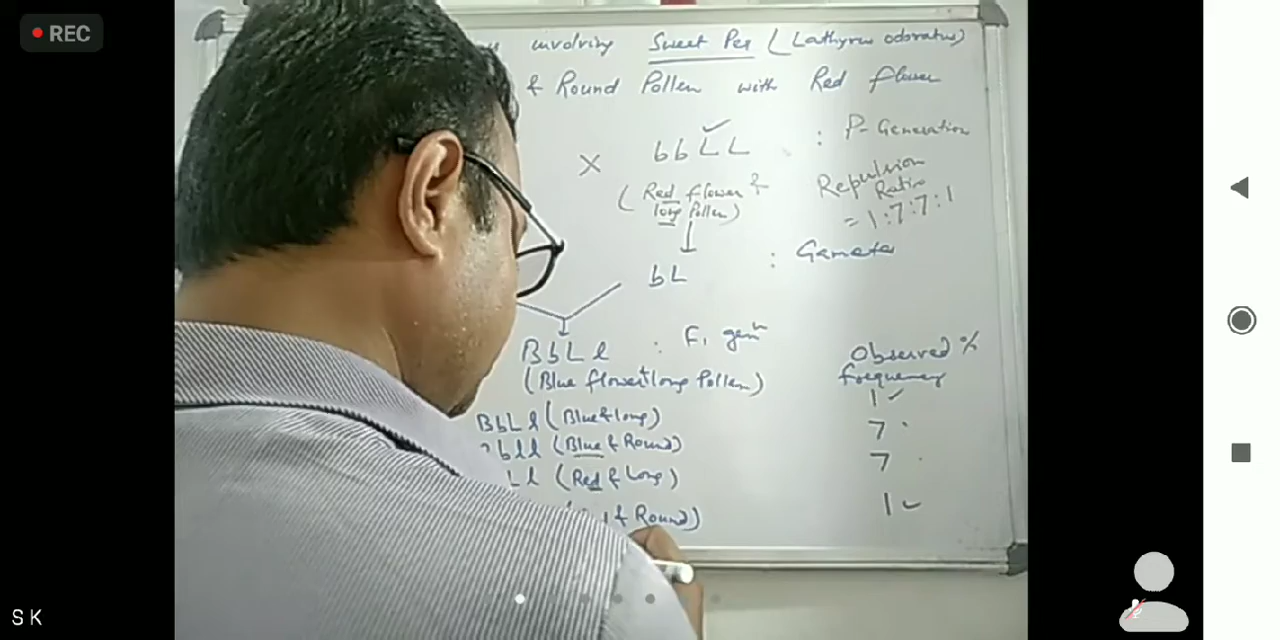 REC
involving Sweet Pea (Lathyrus odoratus)
& Round Pollen with Red flower
X bbLL : P-Generation
(Red flower &
long Pollen)
Repulsion
Ratio
= 1:7:7:1
bL : Gametes
BbLl : F1 genn
(Blue flower + long Pollen)
Observed %
frequency
BbLl (Blue & long) 1
bll (Blue & Round) 7
Ll (Red & Long) 7
& Round) 1
S K